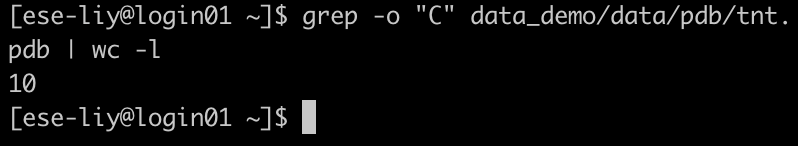 [ese-liy@login01 ~]$ grep -o "C" data_demo/data/pdb/tnt.
pdb | wc -l
10
[ese-liy@login01 ~]$